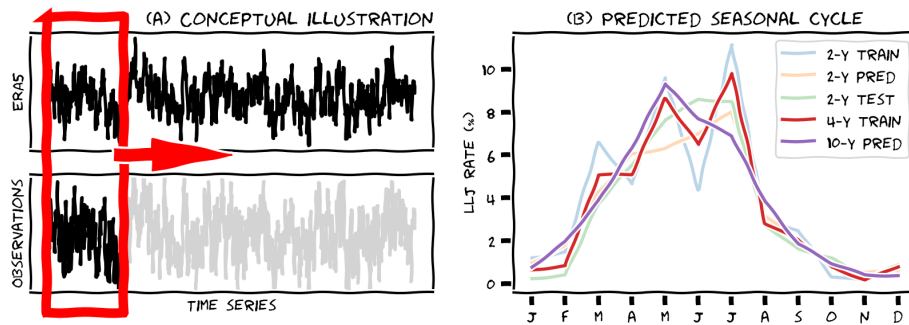 (A) CONCEPTUAL ILLUSTRATION
ERA5
OBSERVATIONS
TIME SERIES
(B) PREDICTED SEASONAL CYCLE
LLJ RATE (%)
10
8
6
4
2
0
2-Y TRAIN
2-Y PRED
2-Y TEST
4-Y TRAIN
10-Y PRED
J F M A M J J A S O N D